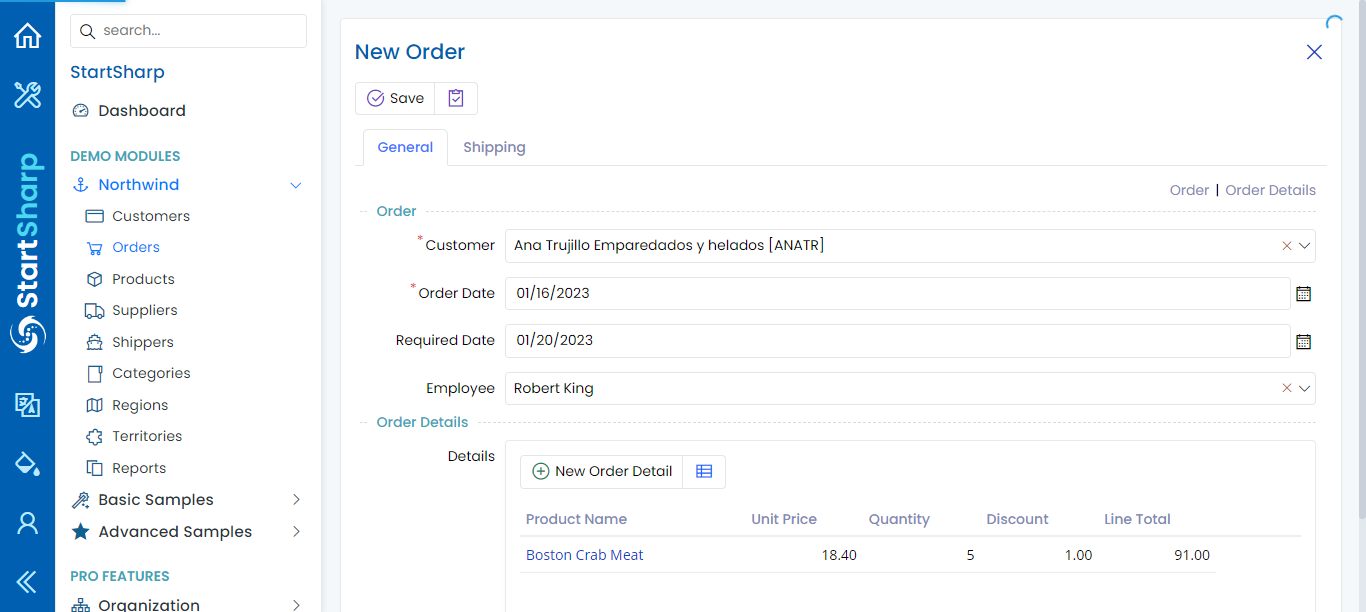 search...
StartSharp
Dashboard
DEMO MODULES
Northwind
Customers
Orders
Products
Suppliers
Shippers
Categories
Regions
Territories
Reports
Basic Samples
Advanced Samples
PRO FEATURES
Organization
StartSharp
New Order
Save
General Shipping
Order | Order Details
Order
* Customer Ana Trujillo Emparedados y helados [ANATR]
* Order Date 01/16/2023
Required Date 01/20/2023
Employee Robert King
Order Details
Details
New Order Detail
Product Name Unit Price Quantity Discount Line Total
Boston Crab Meat 18.40 5 1.00 91.00